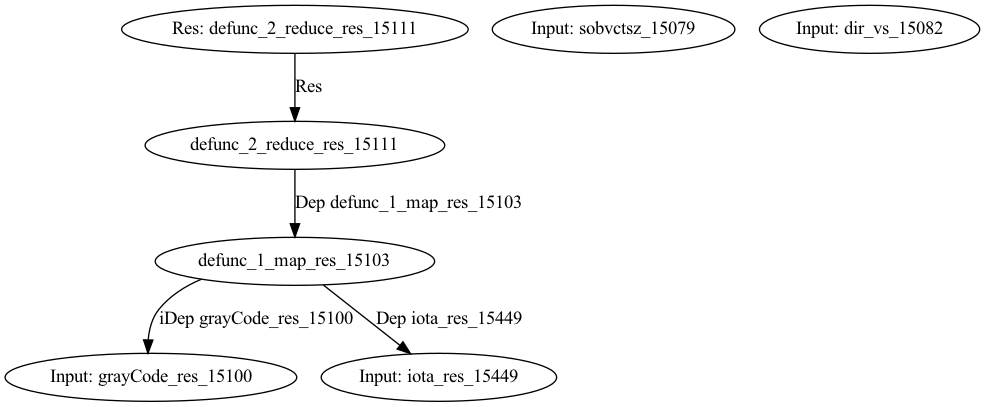 Res: defunc_2_reduce_res_15111
Input: sobvctsz_15079
Input: dir_vs_15082
Res
defunc_2_reduce_res_15111
Dep defunc_1_map_res_15103
defunc_1_map_res_15103
iDep grayCode_res_15100
Dep iota_res_15449
Input: grayCode_res_15100
Input: iota_res_15449